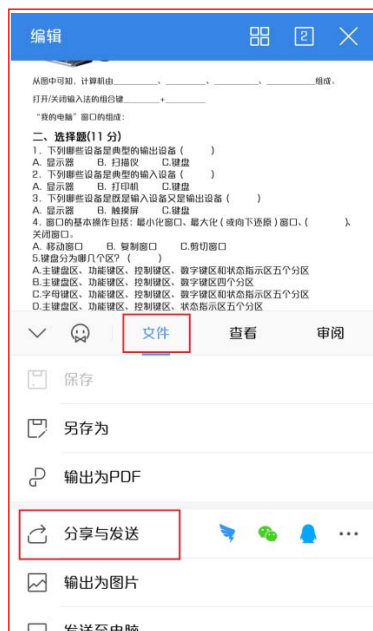 编辑
2
从图中可知，计算机由________、________、________、________组成。
打开/关闭输入法的组合键________+________
“我的电脑”窗口的组成：
二、选择题(11 分)
1. 下列哪些设备是典型的输出设备（　　）
A. 显示器　B. 扫描仪　C.键盘
2. 下列哪些设备是典型的输入设备（　　）
A. 显示器　B. 打印机　C.键盘
3. 下列哪些设备是既是输入设备又是输出设备（　　）
A. 显示器　B. 触摸屏　C.键盘
4. 窗口的基本操作包括：最小化窗口、最大化（或向下还原）窗口、（　　）、
关闭窗口。
A. 移动窗口　B. 复制窗口　C.剪切窗口
5.键盘分为哪几个区？（　　）
A.主键盘区、功能键区、控制键区、数字键区和状态指示区五个分区
B.主键盘区、功能键区、控制键区、数字键区四个分区
C.字母键区、功能键区、控制键区、数字键区和状态指示区五个分区
D.主键盘区、功能键区、控制键区、状态指示区五个分区
文件　查看　审阅
保存
另存为
输出为PDF
分享与发送
输出为图片
发送至电脑